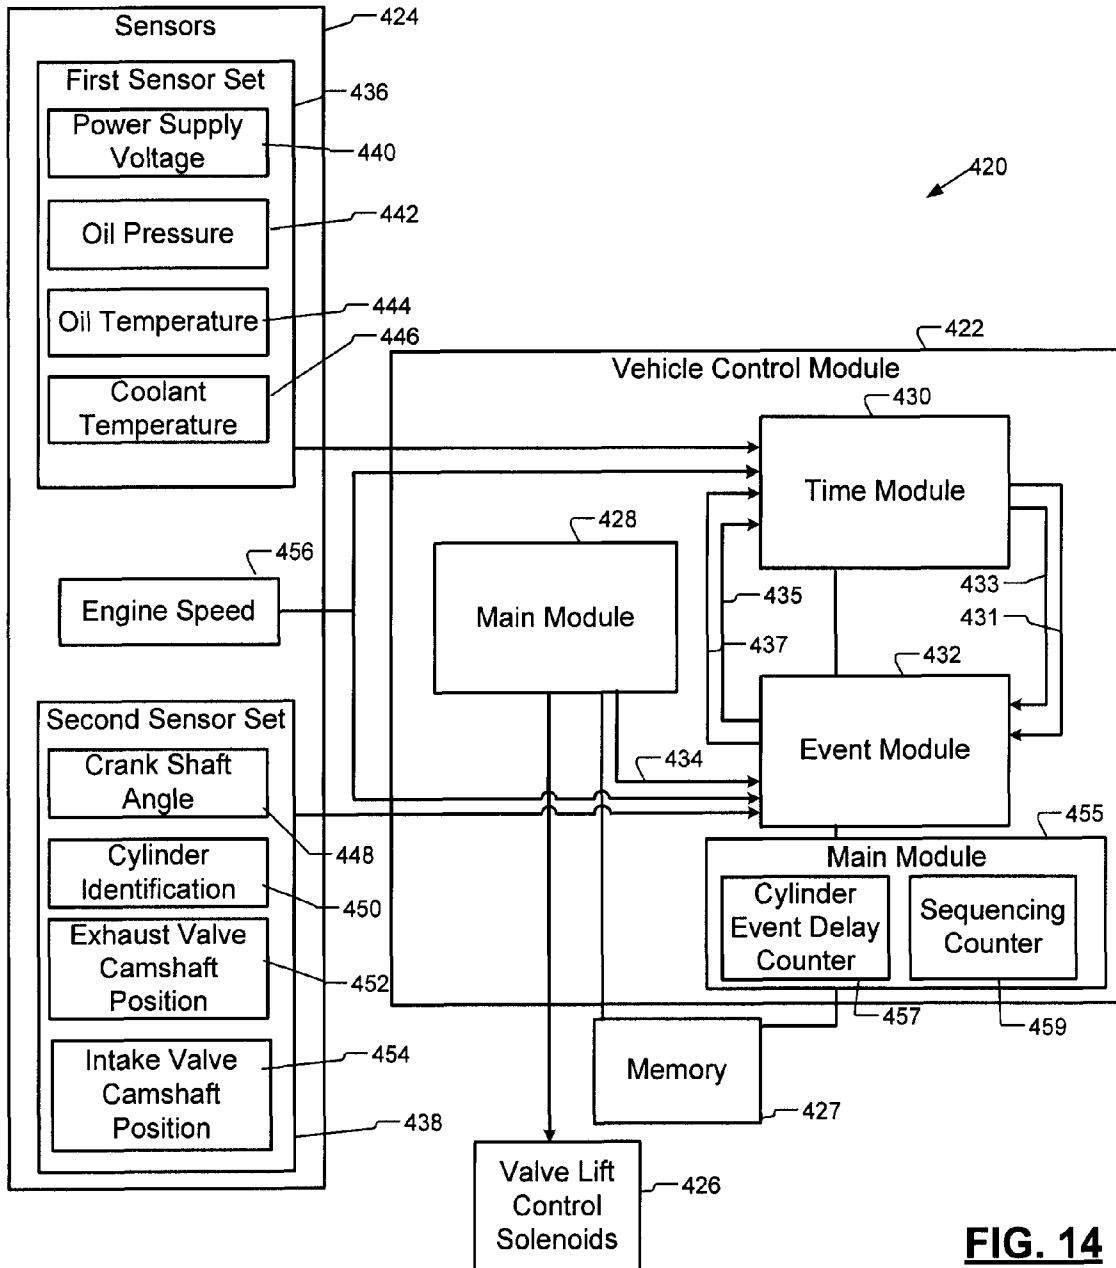 Sensors
424
First Sensor Set
436
Power Supply
Voltage
440
Oil Pressure
442
Oil Temperature
444
446
Coolant
Temperature
420
422
Vehicle Control Module
430
Time Module
428
Main Module
456
Engine Speed
435
437
433
431
432
Event Module
434
Second Sensor Set
Crank Shaft
Angle
448
Cylinder
Identification
450
Exhaust Valve
Camshaft
Position
452
Intake Valve
Camshaft
Position
454
438
455
Main Module
Cylinder
Event Delay
Counter
Sequencing
Counter
457
459
Memory
427
Valve Lift
Control
Solenoids
426
FIG. 14